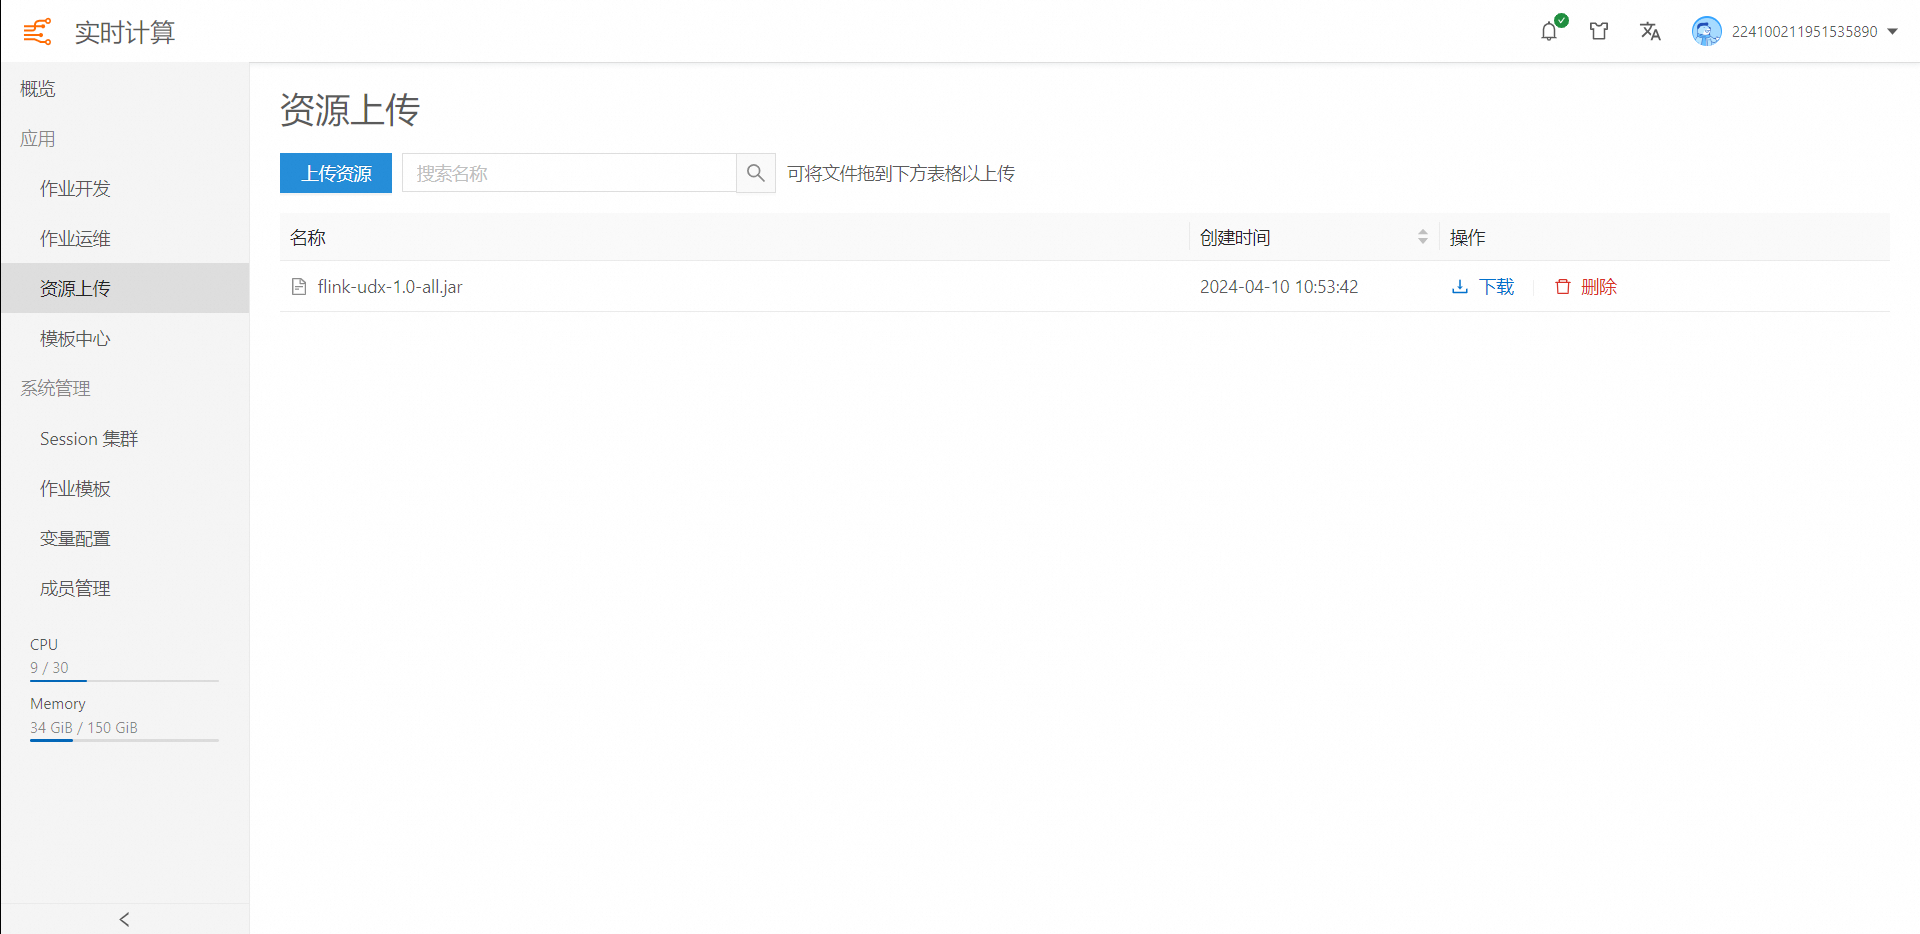 实时计算
224100211951535890
概览
应用
作业开发
作业运维
资源上传
模板中心
系统管理
Session 集群
作业模板
变量配置
成员管理
CPU
9 / 30
Memory
34 GiB / 150 GiB
资源上传
上传资源 搜索名称 可将文件拖到下方表格以上传
名称 创建时间 操作
flink-udx-1.0-all.jar 2024-04-10 10:53:42 下载 删除